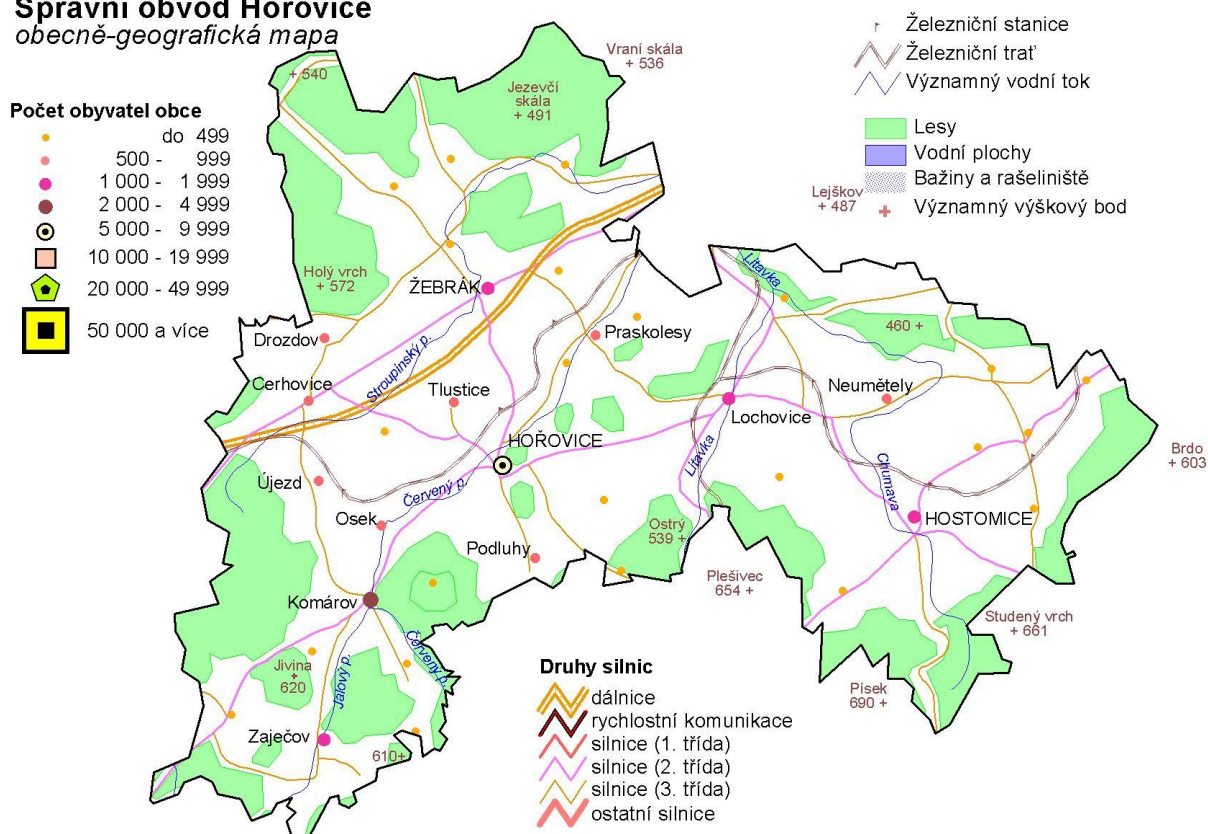 Správní obvod Hořovice
obecně-geografická mapa
Počet obyvatel obce
do 499
500 - 999
1 000 - 1 999
2 000 - 4 999
5 000 - 9 999
10 000 - 19 999
20 000 - 49 999
50 000 a více
Železniční stanice
Železniční trať
Významný vodní tok
Lesy
Vodní plochy
Bažiny a rašeliniště
Významný výškový bod
+ 540
Vraní skála
+ 536
Jezevčí
skála
+ 491
Lejškov
+ 487
Holý vrch
+ 572
ŽEBRÁK
Litavka
Drozdov
Stroupinský p.
Praskolesy
460 +
Cerhovice
Tlustice
Neumětely
Lochovice
HOŘOVICE
Litavka
Brdo
+ 603
Újezd
Červený p.
Chumava
Osek
Ostrý
539 +
HOSTOMICE
Podluhy
Plešivec
654 +
Komárov
Studený vrch
+ 661
Červený p.
Jivina
+
620
Jalový p.
Písek
690 +
Zaječov
610+
Druhy silnic
dálnice
rychlostní komunikace
silnice (1. třída)
silnice (2. třída)
silnice (3. třída)
ostatní silnice